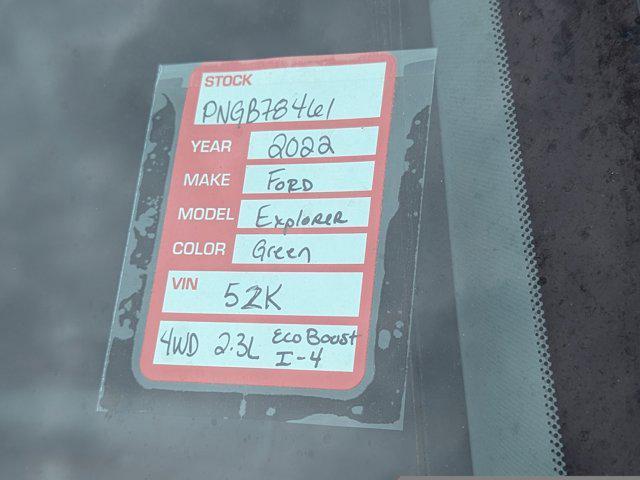 STOCK
PNGB78461
YEAR 2022
MAKE FORD
MODEL Explorer
COLOR Green
VIN 52K
4WD 2.3L EcoBoost I-4